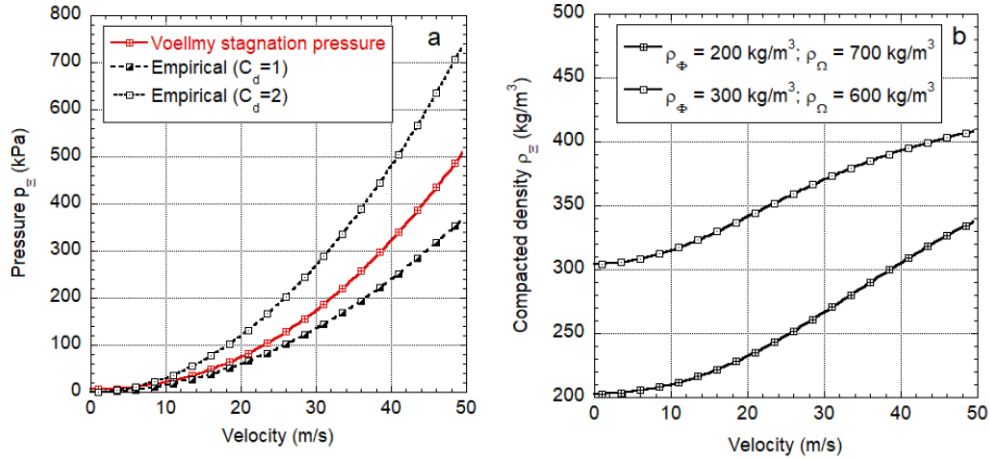 a
Voellmy stagnation pressure
Empirical (C_d=1)
Empirical (C_d=2)
800
700
600
500
400
300
200
100
0
0 10 20 30 40 50
Pressure p_Ξ (kPa)
Velocity (m/s)
b
ρ_Φ = 200 kg/m³; ρ_Ω = 700 kg/m³
ρ_Φ = 300 kg/m³; ρ_Ω = 600 kg/m³
500
450
400
350
300
250
200
0 10 20 30 40 50
Compacted density ρ_Ξ (kg/m³)
Velocity (m/s)